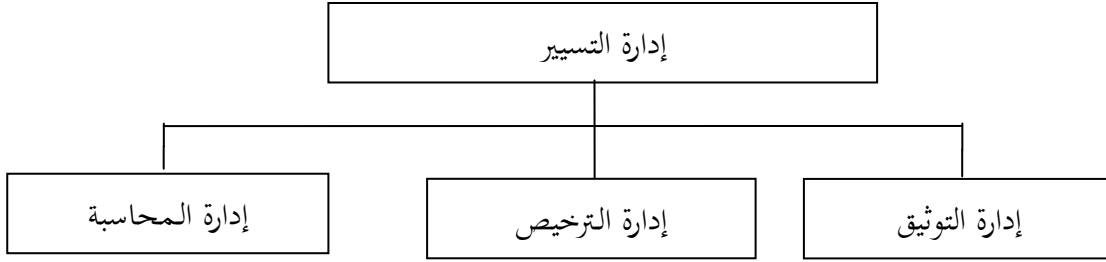 إدارة التسيير
إدارة التوثيق
إدارة الترخيص
إدارة المحاسبة